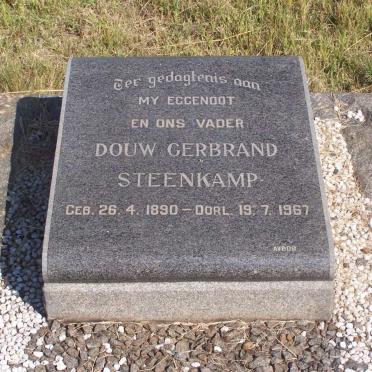 Ter gedagtenis aan
MY EGGENOOT
EN ONS VADER
DOUW GERBRAND
STEENKAMP
GEB. 26. 4. 1890 — OORL. 19. 7. 1967